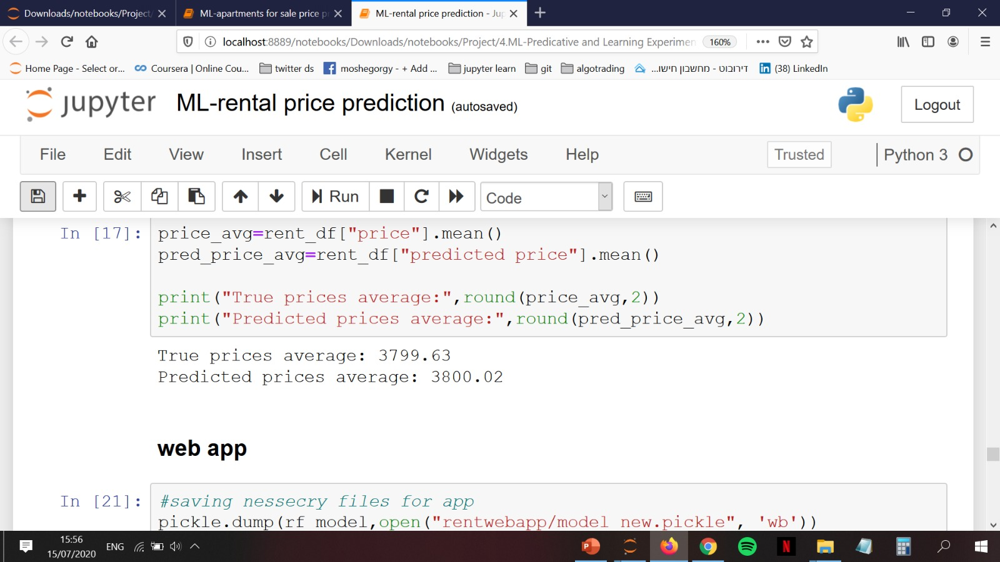 Downloads/notebooks/Project/
ML-apartments for sale price pr
ML-rental price prediction - Jup
localhost:8889/notebooks/Downloads/notebooks/Project/4.ML-Predicative and Learning Experimen
160%
Home Page - Select or...
Coursera | Online Cou...
twitter ds
moshegorgy - + Add ...
jupyter learn
git
algotrading
דירובוט - מחשבון חישו...
(38) LinkedIn
jupyter
ML-rental price prediction (autosaved)
Logout
File
Edit
View
Insert
Cell
Kernel
Widgets
Help
Trusted
Python 3
Run
Code
In [17]:
price_avg=rent_df["price"].mean()
pred_price_avg=rent_df["predicted price"].mean()
print("True prices average:",round(price_avg,2))
print("Predicted prices average:",round(pred_price_avg,2))
True prices average: 3799.63
Predicted prices average: 3800.02
web app
In [21]:
#saving nessecry files for app
pickle.dump(rf_model,open("rentwebapp/model_new.pickle", 'wb'))
15:56
15/07/2020
ENG